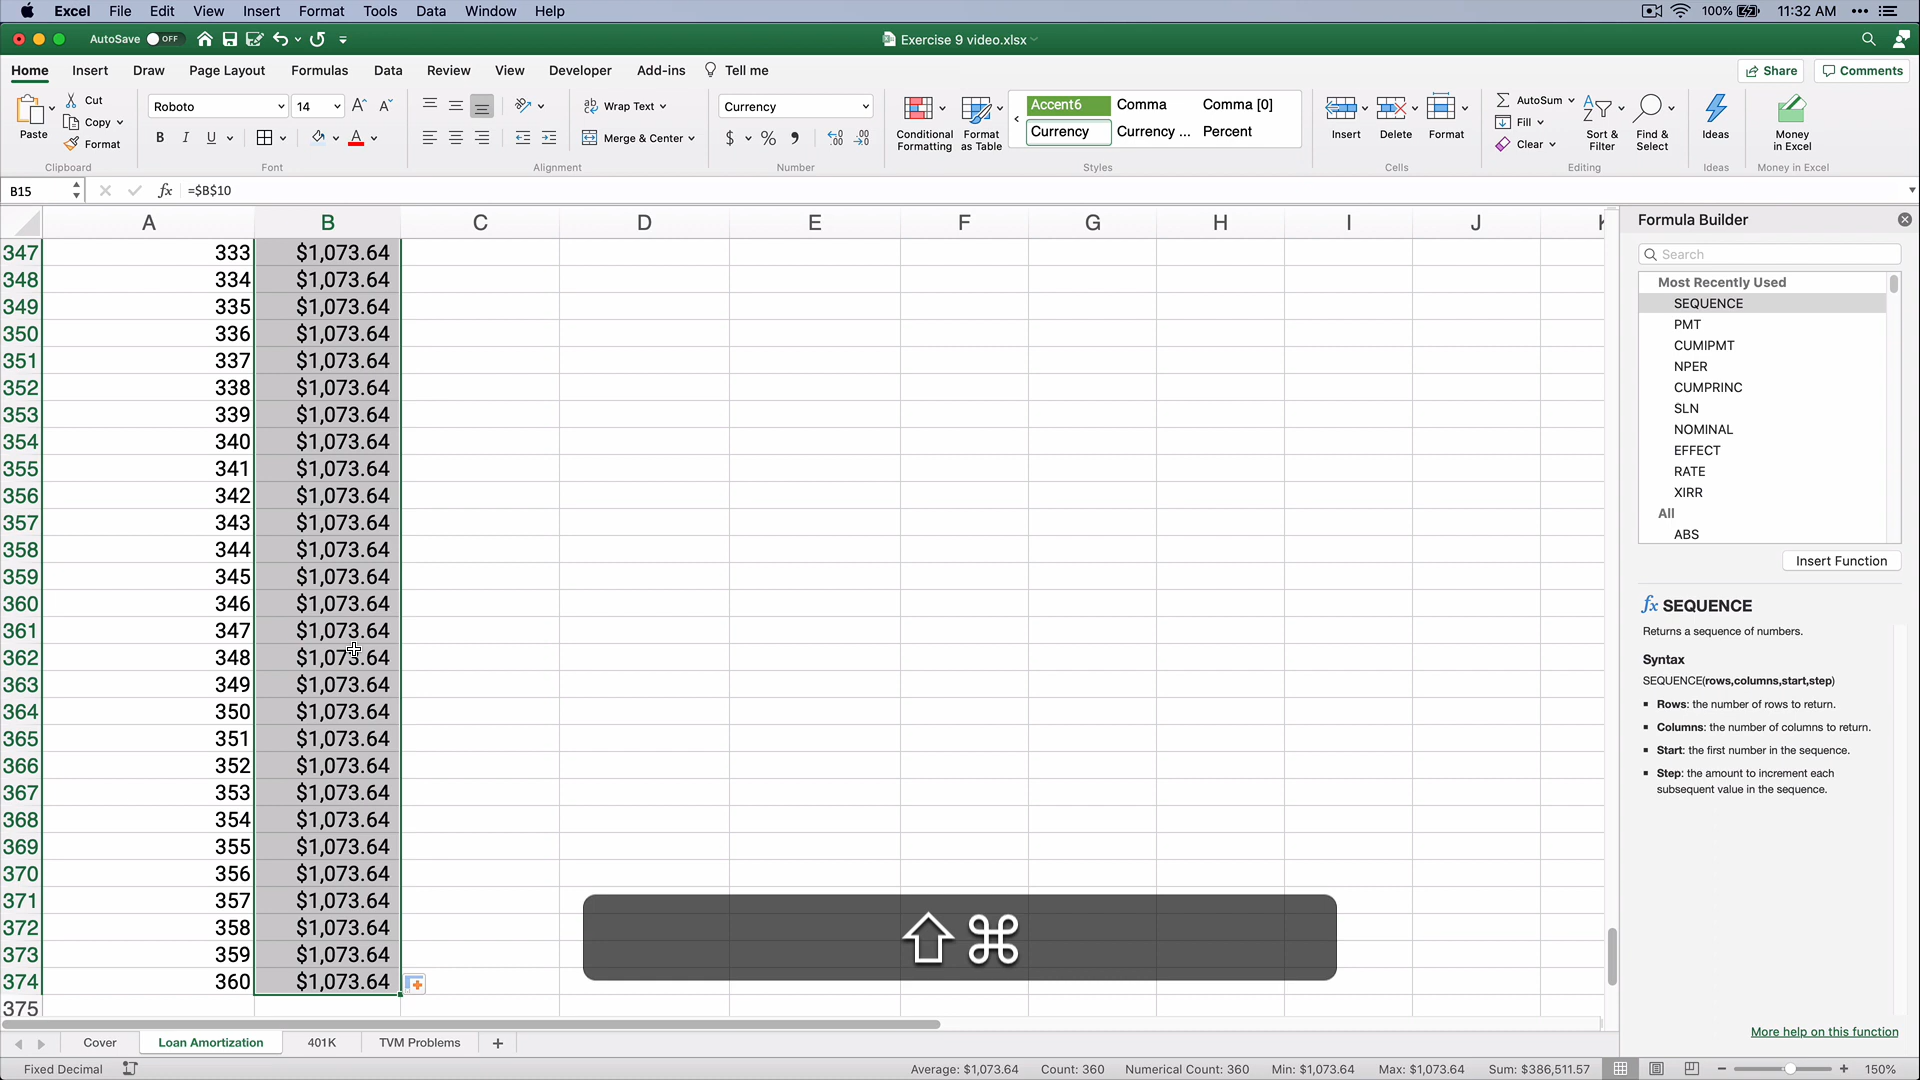 Excel File Edit View Insert Format Tools Data Window Help 100% 11:32 AM
AutoSave OFF Exercise 9 video.xlsx
Home Insert Draw Page Layout Formulas Data Review View Developer Add-ins Tell me Share Comments
Paste Cut Copy Format Clipboard
Roboto 14 B I U A Font
Wrap Text Merge & Center Alignment
Currency $ % Number
Conditional Formatting Format as Table
Accent6 Comma Comma [0]
Currency Currency ... Percent
Styles
Insert Delete Format Cells
AutoSum Fill Clear Sort & Filter Find & Select Editing
Ideas Ideas
Money in Excel Money in Excel
B15 fx =$B$10
A B C D E F G H I J K
347 333 $1,073.64
348 334 $1,073.64
349 335 $1,073.64
350 336 $1,073.64
351 337 $1,073.64
352 338 $1,073.64
353 339 $1,073.64
354 340 $1,073.64
355 341 $1,073.64
356 342 $1,073.64
357 343 $1,073.64
358 344 $1,073.64
359 345 $1,073.64
360 346 $1,073.64
361 347 $1,073.64
362 348 $1,073.64
363 349 $1,073.64
364 350 $1,073.64
365 351 $1,073.64
366 352 $1,073.64
367 353 $1,073.64
368 354 $1,073.64
369 355 $1,073.64
370 356 $1,073.64
371 357 $1,073.64
372 358 $1,073.64
373 359 $1,073.64
374 360 $1,073.64
375
⇧⌘
Formula Builder
Search
Most Recently Used
SEQUENCE
PMT
CUMIPMT
NPER
CUMPRINC
SLN
NOMINAL
EFFECT
RATE
XIRR
All
ABS
Insert Function
fx SEQUENCE
Returns a sequence of numbers.
Syntax
SEQUENCE(rows,columns,start,step)
Rows: the number of rows to return.
Columns: the number of columns to return.
Start: the first number in the sequence.
Step: the amount to increment each
subsequent value in the sequence.
More help on this function
Cover Loan Amortization 401K TVM Problems +
Fixed Decimal Average: $1,073.64 Count: 360 Numerical Count: 360 Min: $1,073.64 Max: $1,073.64 Sum: $386,511.57 150%